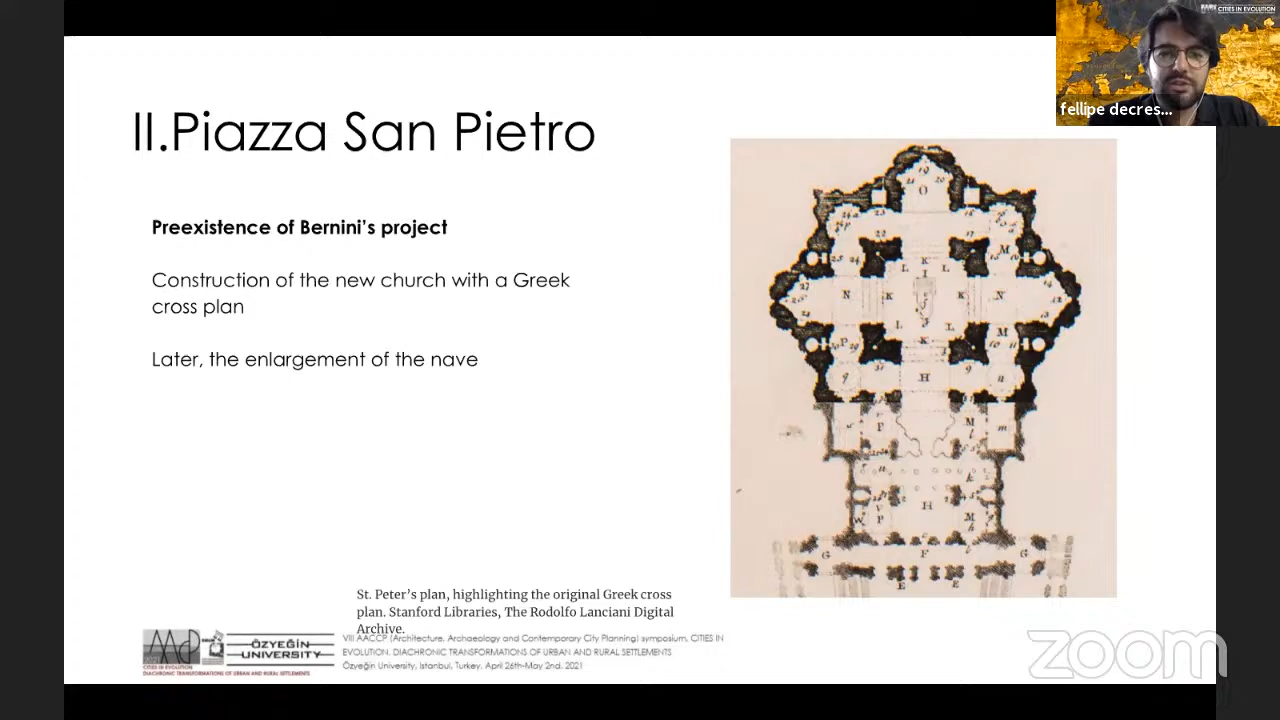 CITIES IN EVOLUTION
fellipe decres...
II.Piazza San Pietro
Preexistence of Bernini's project
Construction of the new church with a Greek
cross plan
Later, the enlargement of the nave
St. Peter's plan, highlighting the original Greek cross
plan. Stanford Libraries, The Rodolfo Lanciani Digital
Archive.
VIII AACCP (Architecture, Archaeology and Contemporary City Planning) symposium, CITIES IN
EVOLUTION. DIACHRONIC TRANSFORMATIONS OF URBAN AND RURAL SETTLEMENTS
Özyeğin University, Istanbul, Turkey. April 26th-May 2nd, 2021
AACcP
CITIES IN EVOLUTION
DIACHRONIC TRANSFORMATIONS OF URBAN AND RURAL SETTLEMENTS
ÖZYEĞİN
UNIVERSITY
zoom